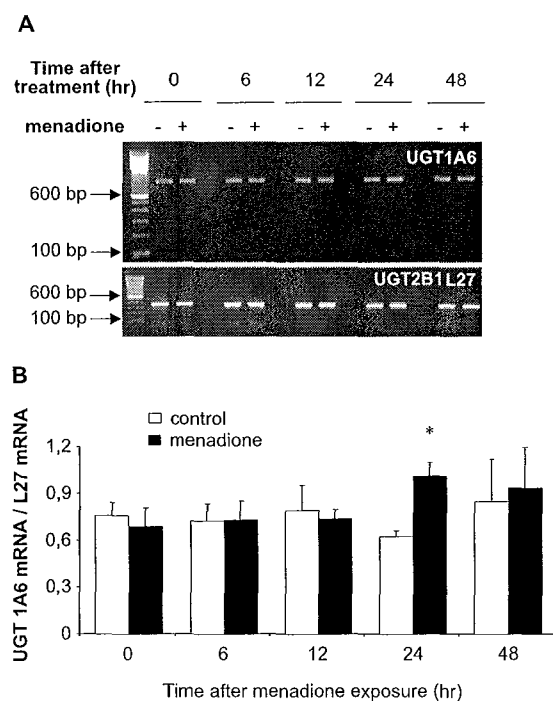 A
Time after
treatment (hr)
0 6 12 24 48
menadione - + - + - + - + - +
UGT1A6
600 bp
100 bp
UGT2B1L27
600 bp
100 bp
B
control
menadione
*
UGT 1A6 mRNA / L27 mRNA
1,2
0,9
0,6
0,3
0
0 6 12 24 48
Time after menadione exposure (hr)